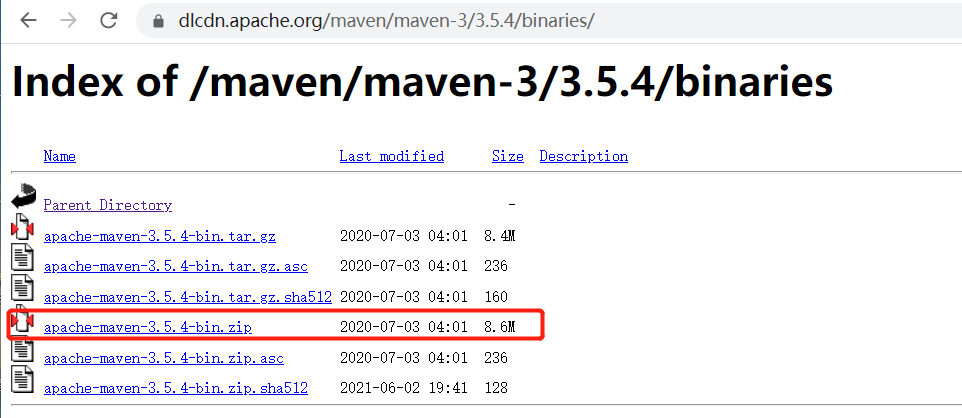 dlcdn.apache.org/maven/maven-3/3.5.4/binaries/
Index of /maven/maven-3/3.5.4/binaries
Name Last modified Size Description
Parent Directory -
apache-maven-3.5.4-bin.tar.gz 2020-07-03 04:01 8.4M
apache-maven-3.5.4-bin.tar.gz.asc 2020-07-03 04:01 236
apache-maven-3.5.4-bin.tar.gz.sha512 2020-07-03 04:01 160
apache-maven-3.5.4-bin.zip 2020-07-03 04:01 8.6M
apache-maven-3.5.4-bin.zip.asc 2020-07-03 04:01 236
apache-maven-3.5.4-bin.zip.sha512 2021-06-02 19:41 128